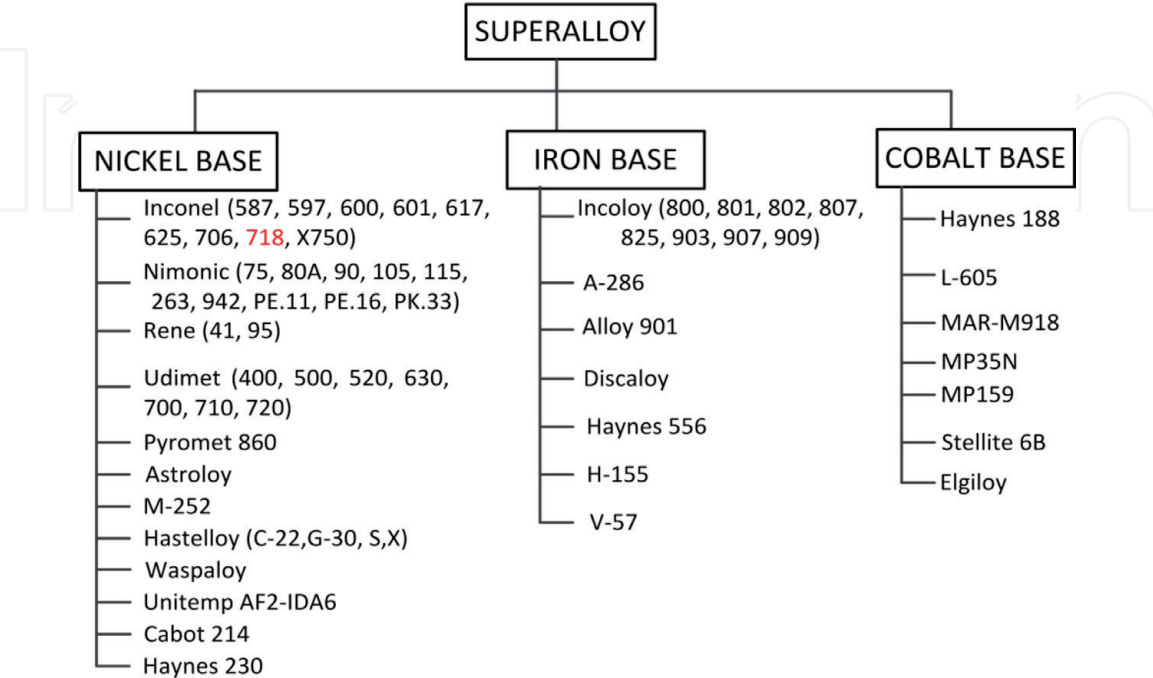 SUPERALLOY
NICKEL BASE
Inconel (587, 597, 600, 601, 617,
625, 706, 718, X750)
Nimonic (75, 80A, 90, 105, 115,
263, 942, PE.11, PE.16, PK.33)
Rene (41, 95)
Udimet (400, 500, 520, 630,
700, 710, 720)
Pyromet 860
Astroloy
M-252
Hastelloy (C-22,G-30, S,X)
Waspaloy
Unitemp AF2-IDA6
Cabot 214
Haynes 230
IRON BASE
Incoloy (800, 801, 802, 807,
825, 903, 907, 909)
A-286
Alloy 901
Discaloy
Haynes 556
H-155
V-57
COBALT BASE
Haynes 188
L-605
MAR-M918
MP35N
MP159
Stellite 6B
Elgiloy